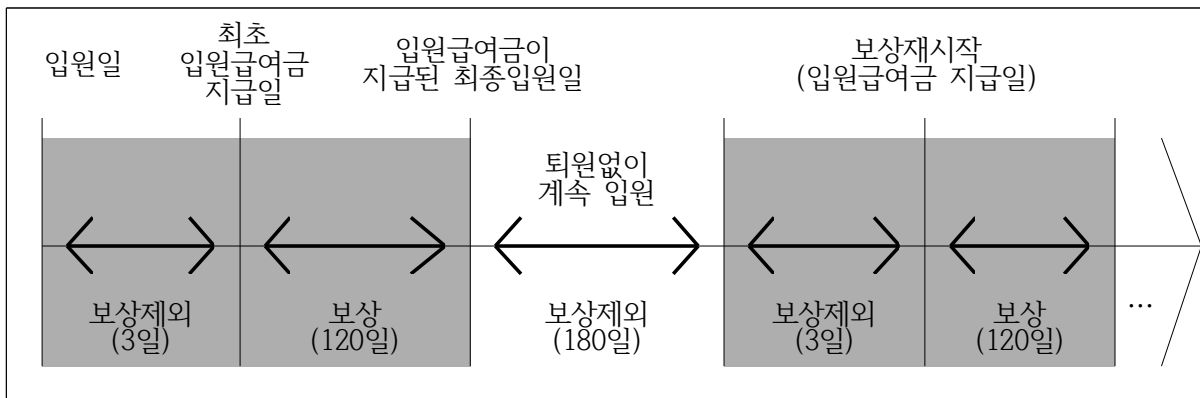 입원일
최초
입원급여금
지급일
입원급여금이
지급된 최종입원일
보상재시작
(입원급여금 지급일)
퇴원없이
계속 입원
보상제외
(3일)
보상
(120일)
보상제외
(180일)
보상제외
(3일)
보상
(120일)
…